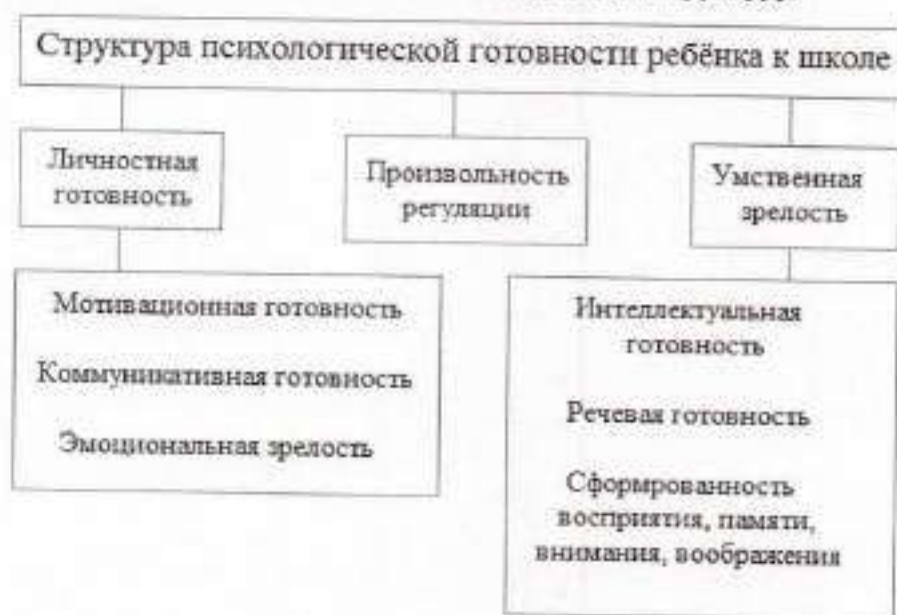 Структура психологической готовности ребёнка к школе
Личностная
готовность
Произвольность
регуляции
Умственная
зрелость
Мотивационная готовность
Коммуникативная готовность
Эмоциональная зрелость
Интеллектуальная
готовность
Речевая готовность
Сформированность
восприятия, памяти,
внимания, воображения